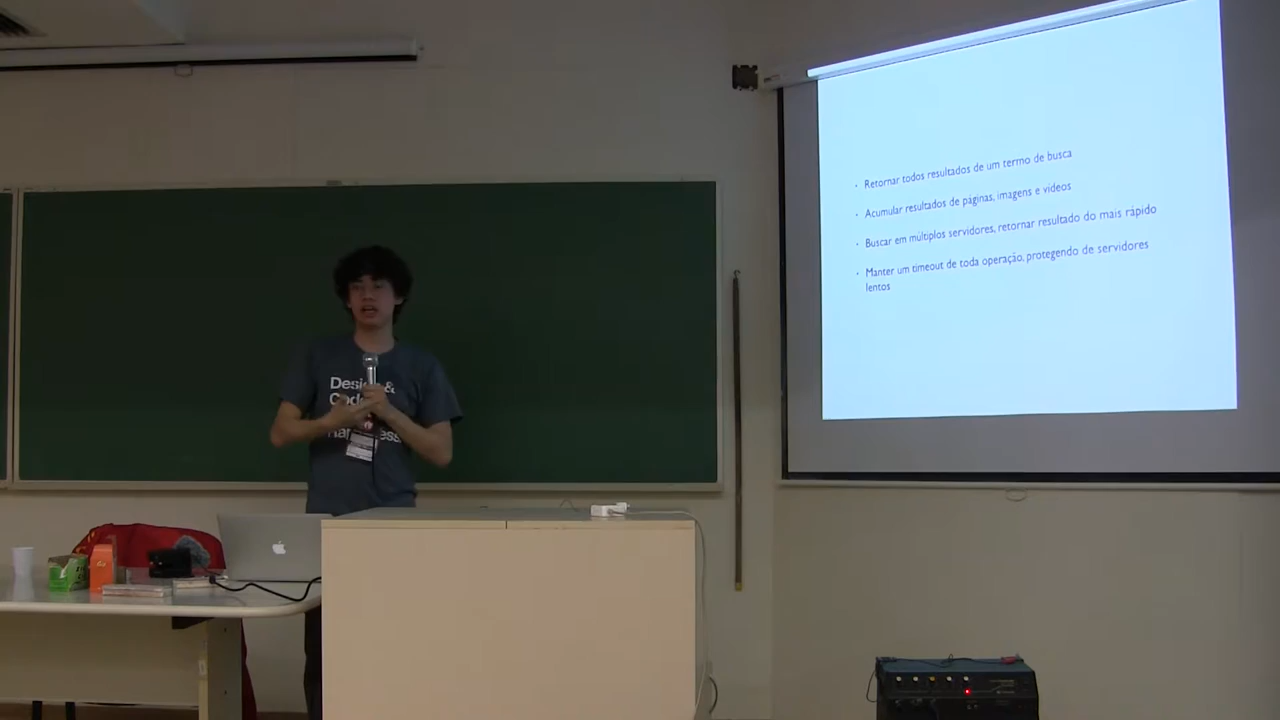 Retornar todos resultados de um termo de busca
Acumular resultados de páginas, imagens e vídeos
Buscar em múltiplos servidores, retornar resultado do mais rápido
Manter um timeout de toda operação, protegendo de servidores
lentos
Design &
Code